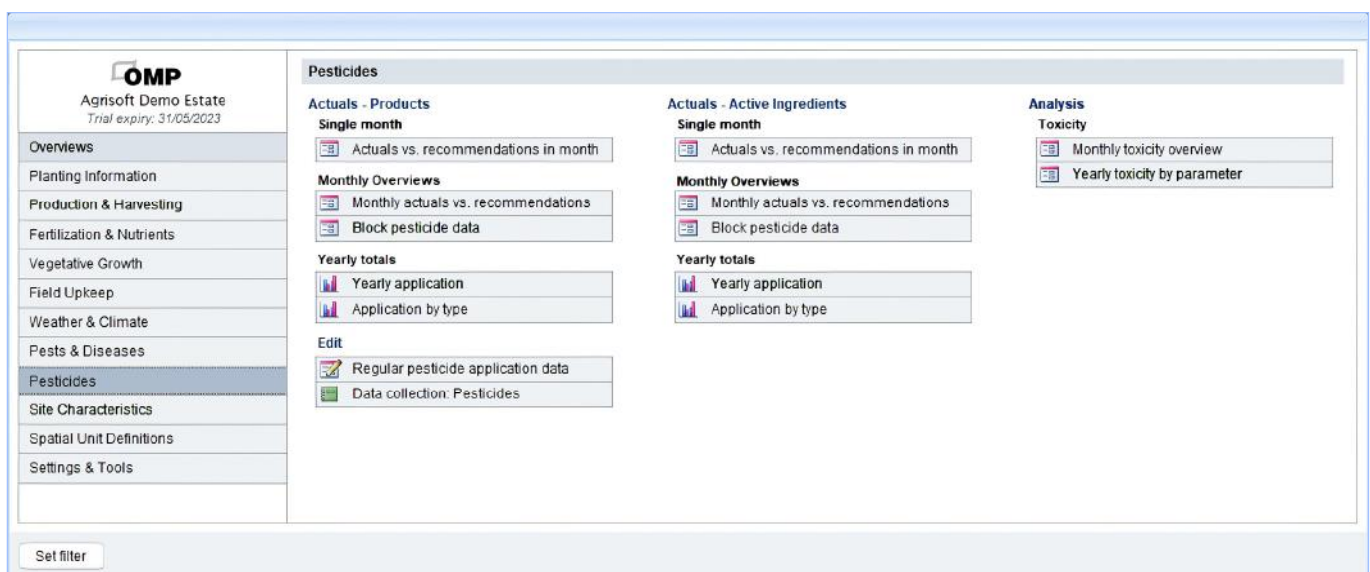 OMP
Agrisoft Demo Estate
Trial expiry: 31/05/2023
Overviews
Planting Information
Production & Harvesting
Fertilization & Nutrients
Vegetative Growth
Field Upkeep
Weather & Climate
Pests & Diseases
Pesticides
Site Characteristics
Spatial Unit Definitions
Settings & Tools
Pesticides
Actuals - Products
Single month
Actuals vs. recommendations in month
Monthly Overviews
Monthly actuals vs. recommendations
Block pesticide data
Yearly totals
Yearly application
Application by type
Edit
Regular pesticide application data
Data collection: Pesticides
Actuals - Active Ingredients
Single month
Actuals vs. recommendations in month
Monthly Overviews
Monthly actuals vs. recommendations
Block pesticide data
Yearly totals
Yearly application
Application by type
Analysis
Toxicity
Monthly toxicity overview
Yearly toxicity by parameter
Set filter